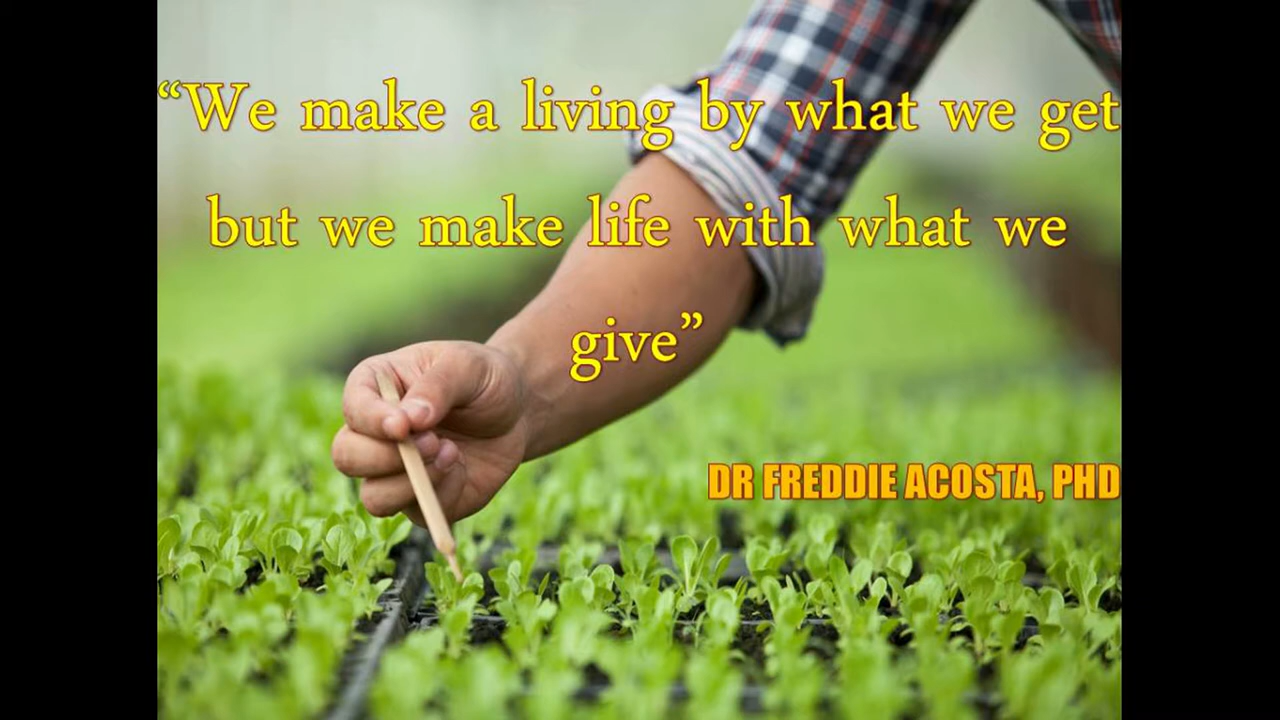 “We make a living by what we get
but we make life with what we
give”
DR FREDDIE ACOSTA, PHD